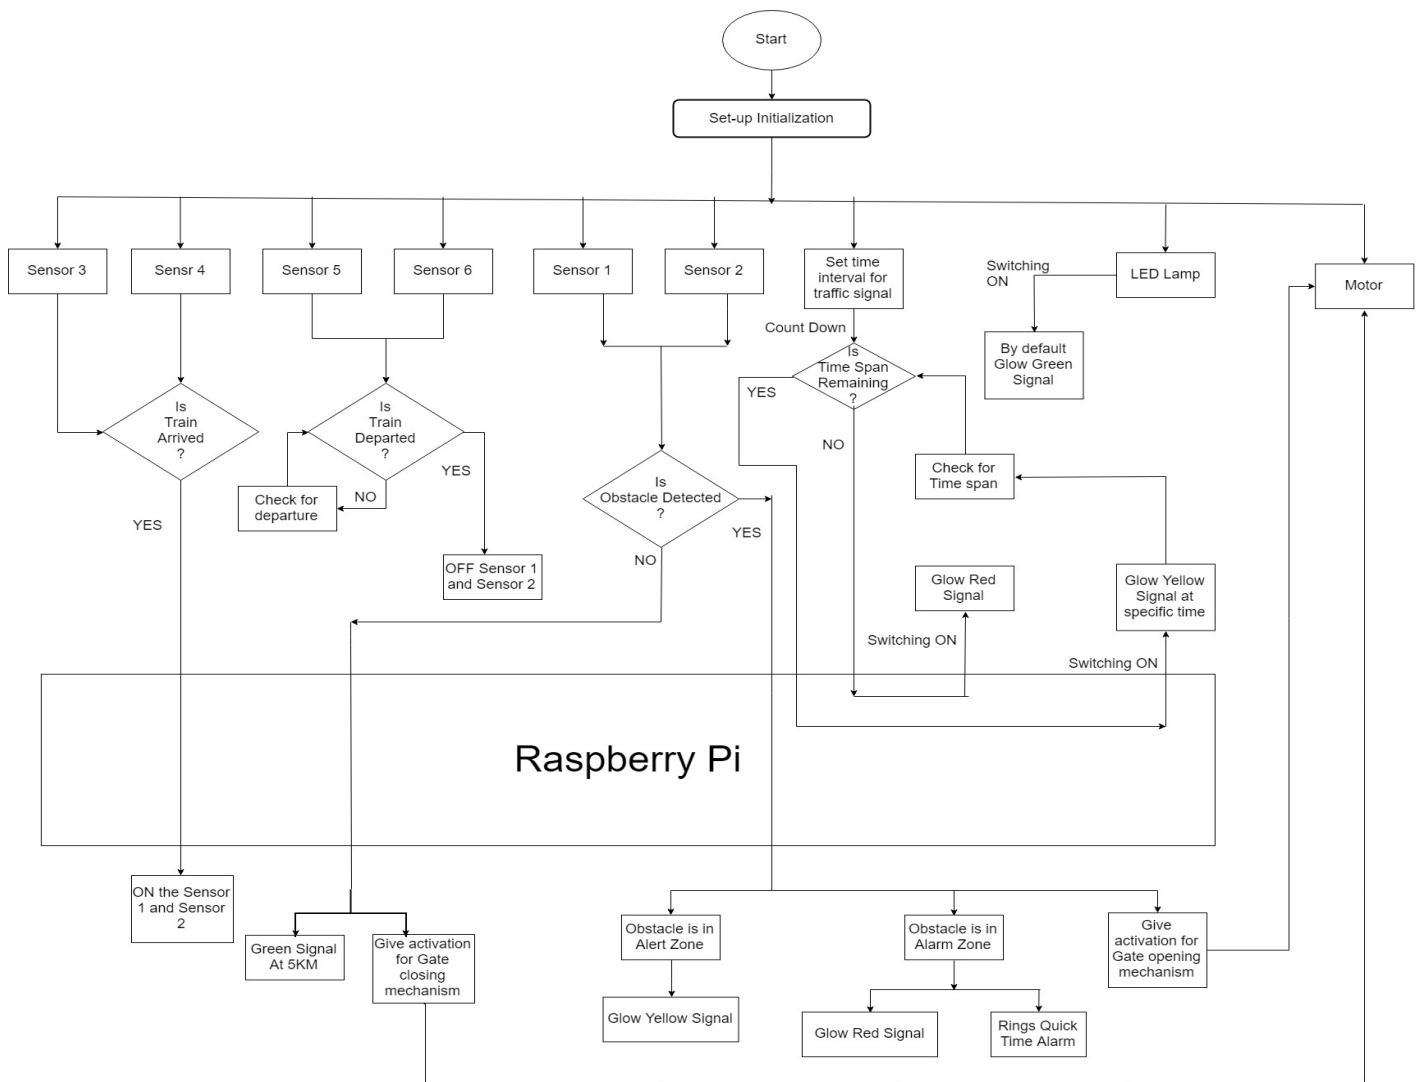 Start
Set-up Initialization
Sensor 3
Sensr 4
Sensor 5
Sensor 6
Sensor 1
Sensor 2
Set time
interval for
traffic signal
Switching
ON
LED Lamp
Motor
Count Down
By default
Glow Green
Signal
Is
Time Span
Remaining
?
YES
NO
Is
Train
Arrived
?
Is
Train
Departed
?
YES
NO
Check for
departure
Check for
Time span
Is
Obstacle Detected
?
YES
NO
YES
OFF Sensor 1
and Sensor 2
Glow Red
Signal
Glow Yellow
Signal at
specific time
Switching ON
Switching ON
Raspberry Pi
ON the Sensor
1 and Sensor
2
Green Signal
At 5KM
Give activation
for Gate
closing
mechanism
Obstacle is in
Alert Zone
Obstacle is in
Alarm Zone
Give
activation for
Gate opening
mechanism
Glow Yellow Signal
Glow Red Signal
Rings Quick
Time Alarm